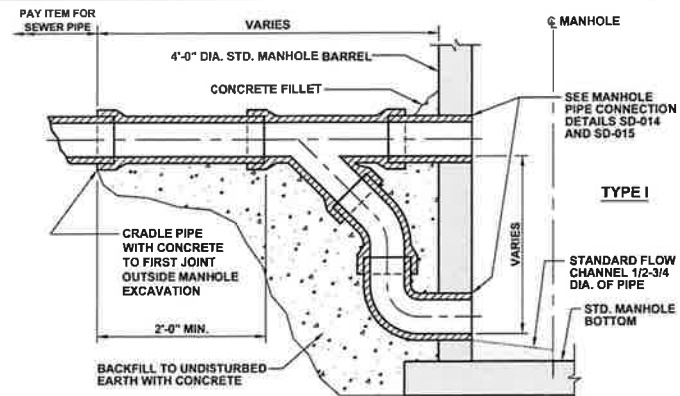 PAY ITEM FOR
SEWER PIPE
VARIES
℄ MANHOLE
4'-0" DIA. STD. MANHOLE BARREL
CONCRETE FILLET
SEE MANHOLE
PIPE CONNECTION
DETAILS SD-014
AND SD-015
TYPE I
VARIES
CRADLE PIPE
WITH CONCRETE
TO FIRST JOINT
OUTSIDE MANHOLE
EXCAVATION
STANDARD FLOW
CHANNEL 1/2-3/4
DIA. OF PIPE
STD. MANHOLE
BOTTOM
2'-0" MIN.
BACKFILL TO UNDISTURBED
EARTH WITH CONCRETE